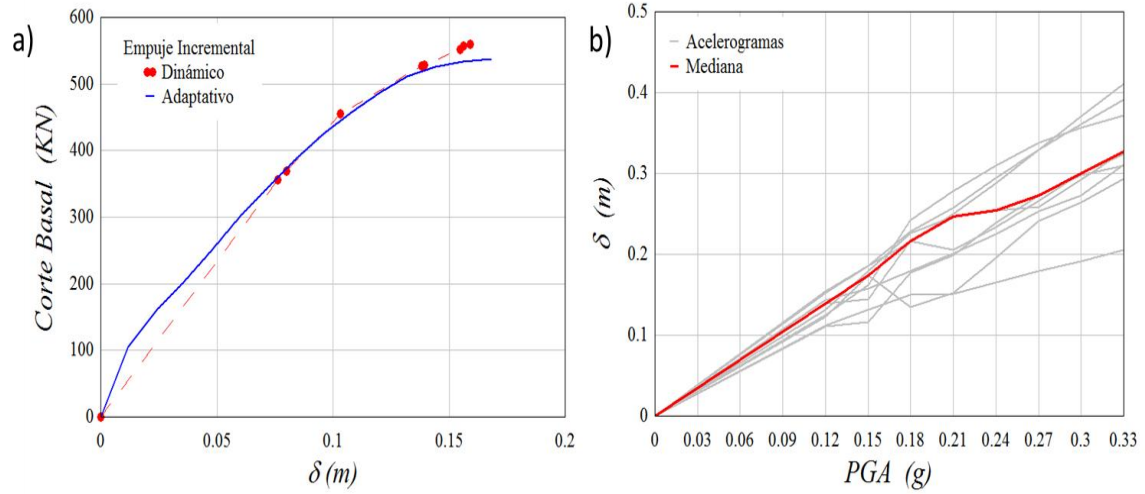 a)
600
500
400
300
200
100
0
Corte Basal (KN)
Empuje Incremental
Dinámico
Adaptativo
0
0.05
0.1
0.15
0.2
δ (m)
b)
0.5
0.4
0.3
0.2
0.1
0
δ (m)
Acelerogramas
Mediana
0
0.03
0.06
0.09
0.12
0.15
0.18
0.21
0.24
0.27
0.3
0.33
PGA (g)